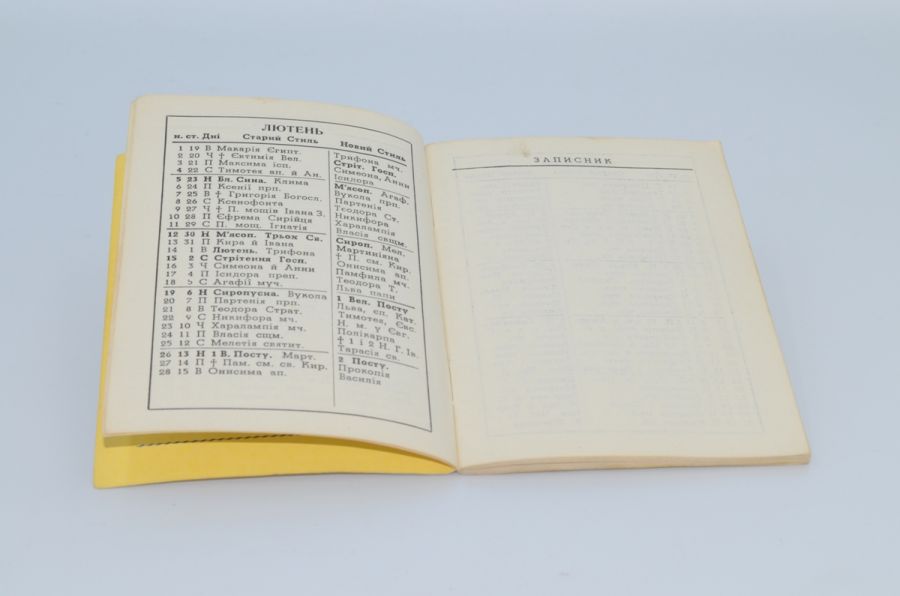 ЛЮТЕНЬ
н. ст. Дні Старий Стиль Новий Стиль
1 19 В Макарія Єгипт. Трифона мч.
2 20 Ч † Євтимія Вел. Стріт. Госп.
3 21 П Максима ісп. Симеона, Анни
4 22 С Тимотея ап. й Ан. Ісидора
5 23 Н Бл. Сина. Клима М'ясоп. Агаф.
6 24 П Ксенії прп. Вукола прп.
7 25 В † Григорія Богосл. Партенія
8 26 С Ксенофонта Теодора Ст.
9 27 Ч † П. мощів Івана З. Никифора
10 28 П Єфрема Сирійця Харалампія
11 29 С П. мощ. Ігнатія Власія свщм.
12 30 Н М'ясоп. Трьох Св. Сироп. Мел.
13 31 П Кира й Івана Мартиніяна
14 1 В Лютень. Трифона † П. см. Кир.
15 2 С Стрітення Госп. Онисима ап.
16 3 Ч Симеона й Анни Памфила мч.
17 4 П Ісидора преп. Теодора Т.
18 5 С Агафії муч. Льва папи
19 6 Н Сиропусна. Вукола 1 Вел. Посту
20 7 П Партенія прп. Льва, сп. Кат.
21 8 В Теодора Страт. Тимотея, Євс.
22 9 С Никифора мч. Н. м. у Євг.
23 10 Ч Харалампія мч. Полікарпа
24 11 П Власія сщм. † 1 і 2 Н. Г. Ів.
25 12 С Мелетія святит. Тарасія св.
26 13 Н 1 В. Посту. Март. 2 Посту.
27 14 П † Пам. см. св. Кир. Прокопія
28 15 В Онисима ап. Василія
ЗАПИСНИК